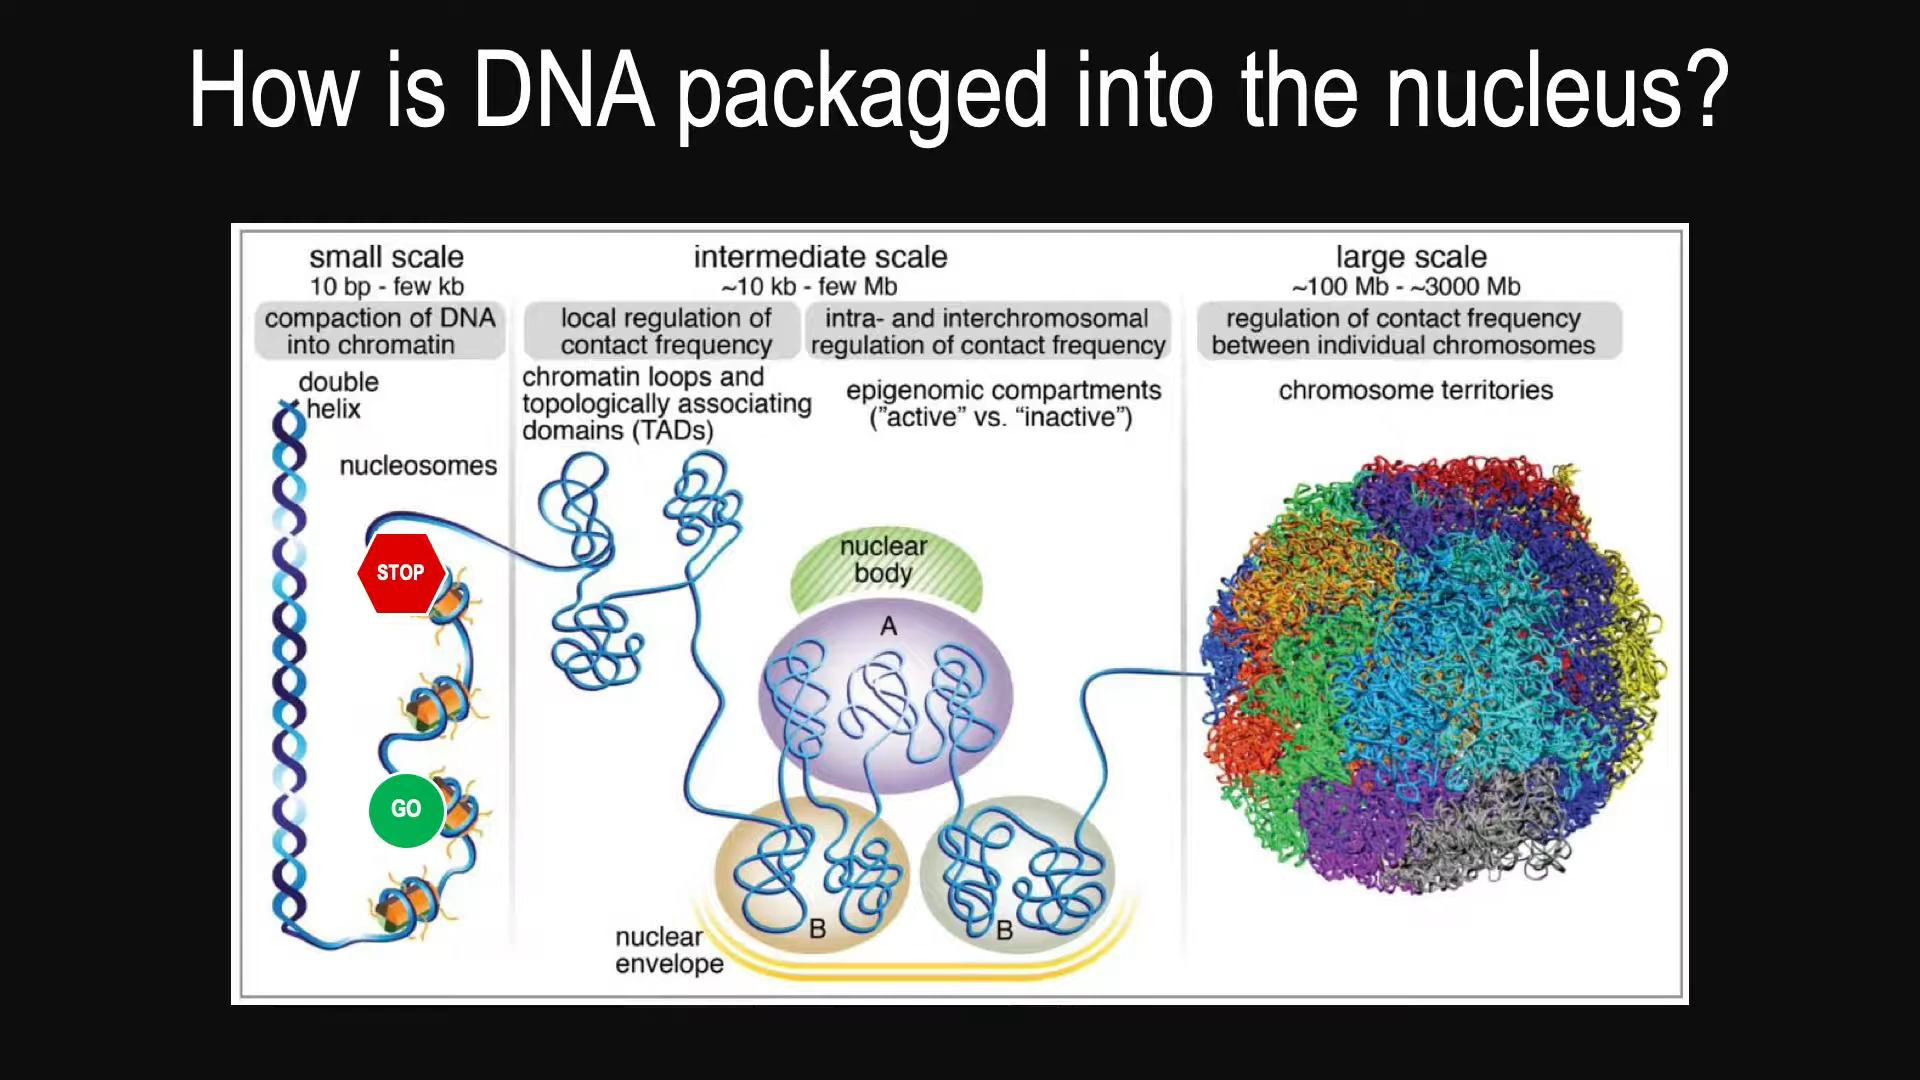 How is DNA packaged into the nucleus?
small scale
10 bp - few kb
compaction of DNA
into chromatin
double
helix
nucleosomes
STOP
GO
intermediate scale
~10 kb - few Mb
local regulation of
contact frequency
chromatin loops and
topologically associating
domains (TADs)
intra- and interchromosomal
regulation of contact frequency
epigenomic compartments
("active” vs. “inactive”)
nuclear
body
A
B
B
nuclear
envelope
large scale
~100 Mb - ~3000 Mb
regulation of contact frequency
between individual chromosomes
chromosome territories